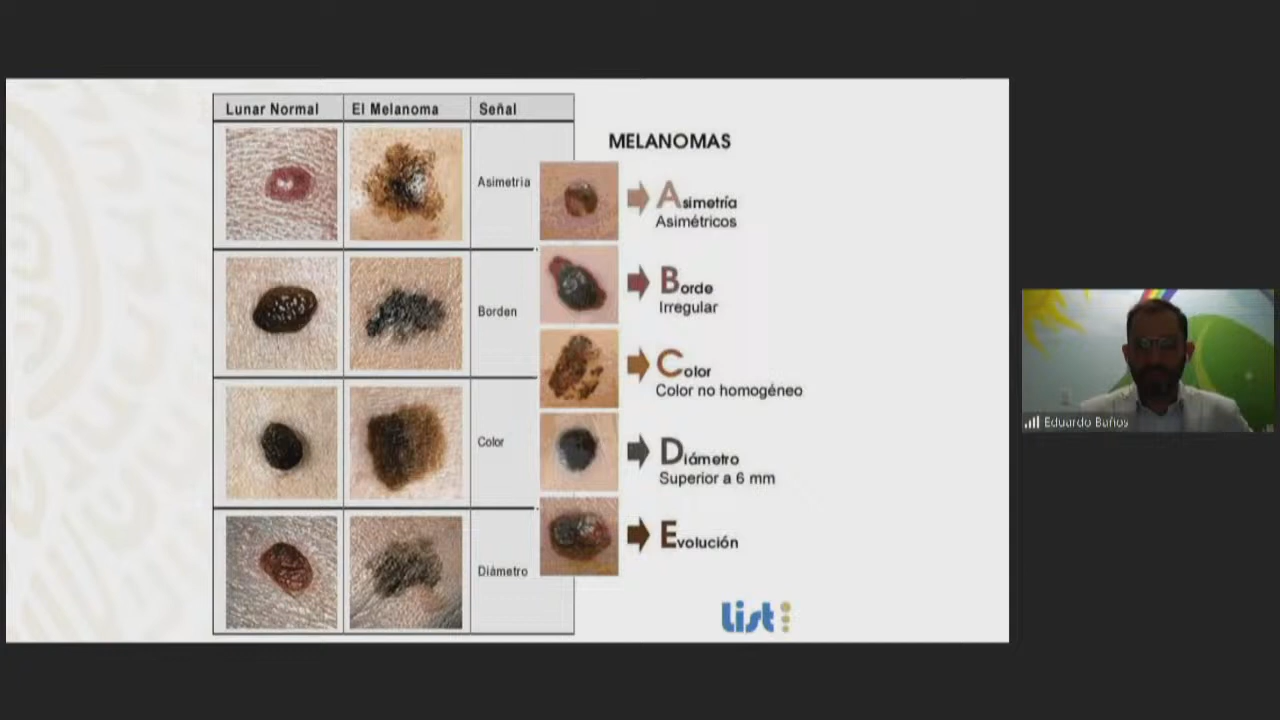 Lunar Normal
El Melanoma
Señal
Asimetria
Borden
Color
Diámetro
MELANOMAS
Asimetría
Asimétricos
Borde
Irregular
Color
Color no homogéneo
Diámetro
Superior a 6 mm
Evolución
List
Eduardo Baños